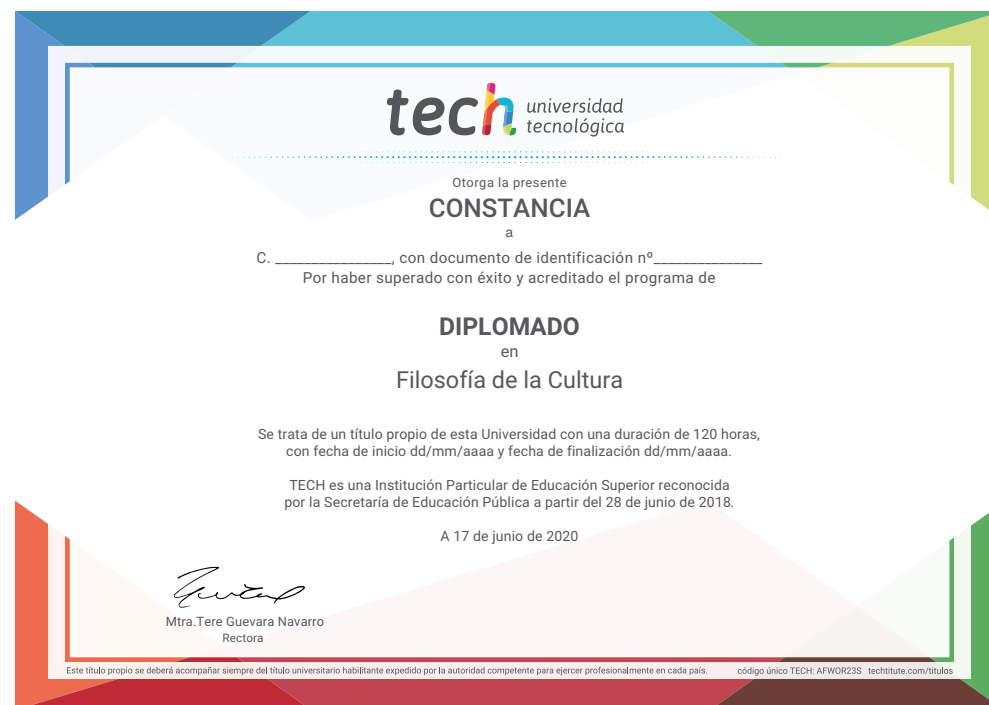 tech universidad
tecnológica
Otorga la presente
CONSTANCIA
a
C. ________________, con documento de identificación nº_______________
Por haber superado con éxito y acreditado el programa de
DIPLOMADO
en
Filosofía de la Cultura
Se trata de un título propio de esta Universidad con una duración de 120 horas,
con fecha de inicio dd/mm/aaaa y fecha de finalización dd/mm/aaaa.
TECH es una Institución Particular de Educación Superior reconocida
por la Secretaría de Educación Pública a partir del 28 de junio de 2018.
A 17 de junio de 2020
Mtra.Tere Guevara Navarro
Rectora
Este título propio se deberá acompañar siempre del título universitario habilitante expedido por la autoridad competente para ejercer profesionalmente en cada país. código único TECH: AFWOR23S techtitute.com/titulos